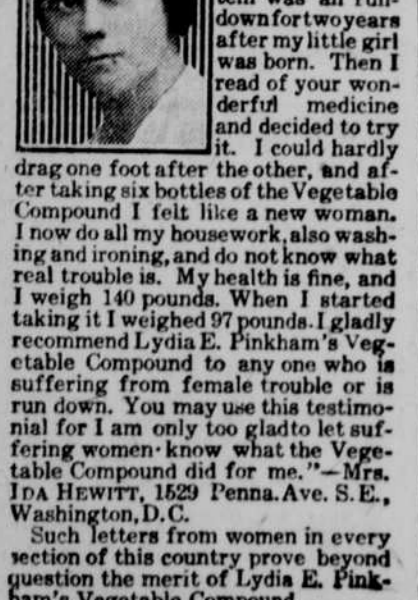 tem was all run-
down for two years
after my little girl
was born. Then I
read of your won-
derful medicine
and decided to try
it. I could hardly
drag one foot after the other, and af-
ter taking six bottles of the Vegetable
Compound I felt like a new woman.
I now do all my housework, also wash-
ing and ironing, and do not know what
real trouble is. My health is fine, and
I weigh 140 pounds. When I started
taking it I weighed 97 pounds. I gladly
recommend Lydia E. Pinkham's Veg-
etable Compound to any one who is
suffering from female trouble or is
run down. You may use this testimo-
nial for I am only too glad to let suf-
fering women know what the Vege-
table Compound did for me."—Mrs.
IDA HEWITT, 1529 Penna. Ave. S. E.,
Washington, D. C.
Such letters from women in every
section of this country prove beyond
question the merit of Lydia E. Pink-
ham's Vegetable Compound